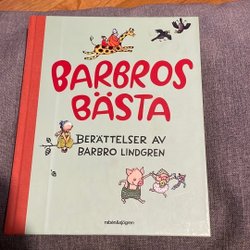 BARBROS
BÄSTA
BERÄTTELSER AV
BARBRO LINDGREN
rabén&sjögren